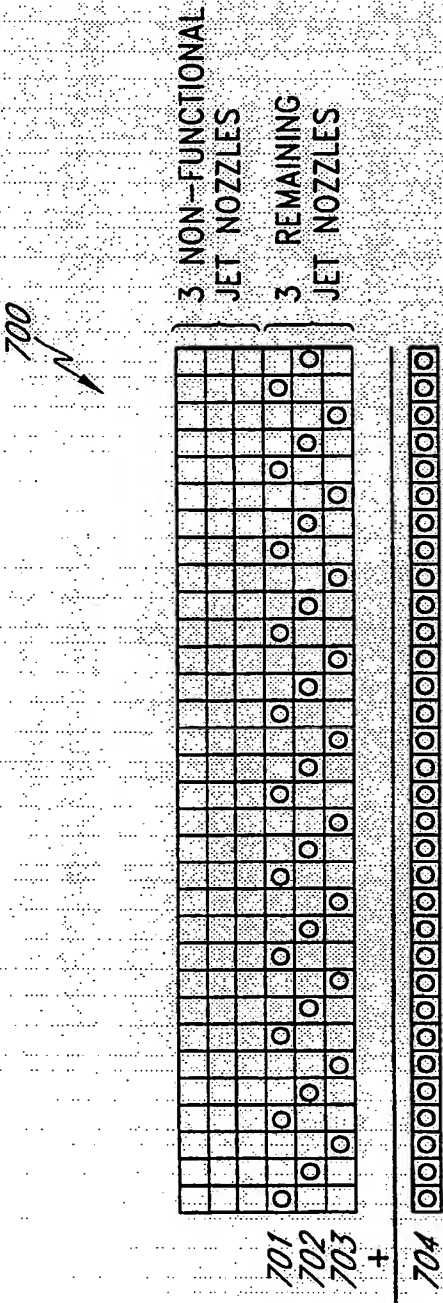 700
3 NON-FUNCTIONAL
JET NOZZLES
3 REMAINING
JET NOZZLES
701
702
703
+
704